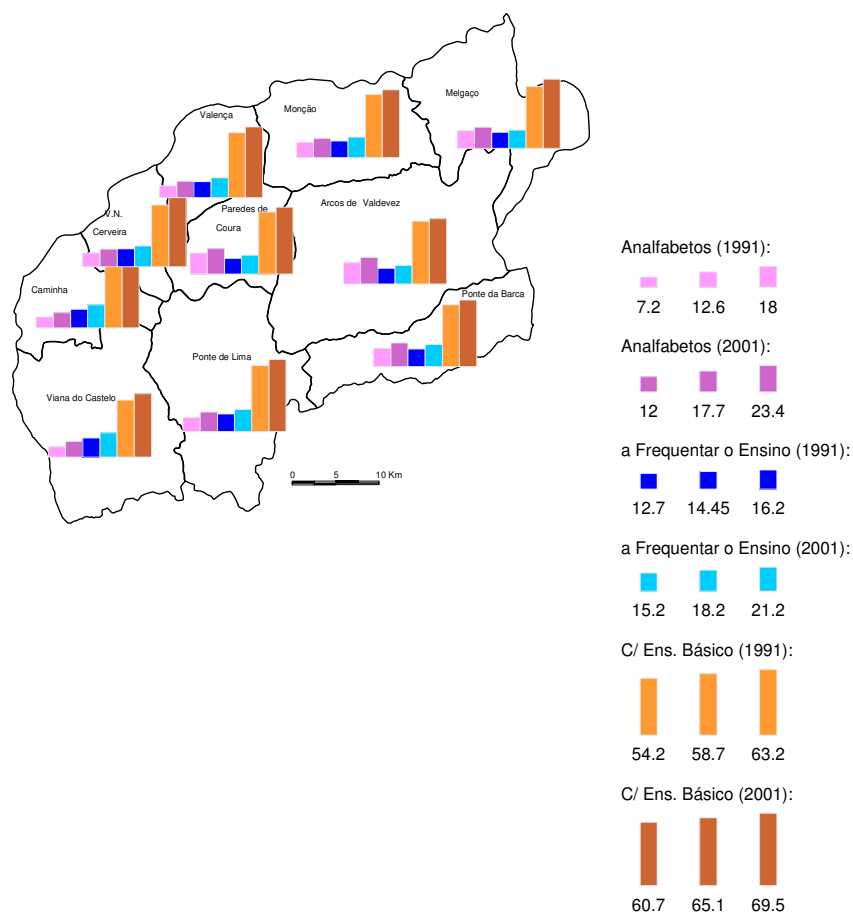 Melgaço
Monção
Valença
V.N.
Cerveira
Paredes de
Coura
Arcos de Valdevez
Caminha
Ponte da Barca
Ponte de Lima
Viana do Castelo
0 5 10 Km
Analfabetos (1991):
7.2 12.6 18
Analfabetos (2001):
12 17.7 23.4
a Frequentar o Ensino (1991):
12.7 14.45 16.2
a Frequentar o Ensino (2001):
15.2 18.2 21.2
C/ Ens. Básico (1991):
54.2 58.7 63.2
C/ Ens. Básico (2001):
60.7 65.1 69.5